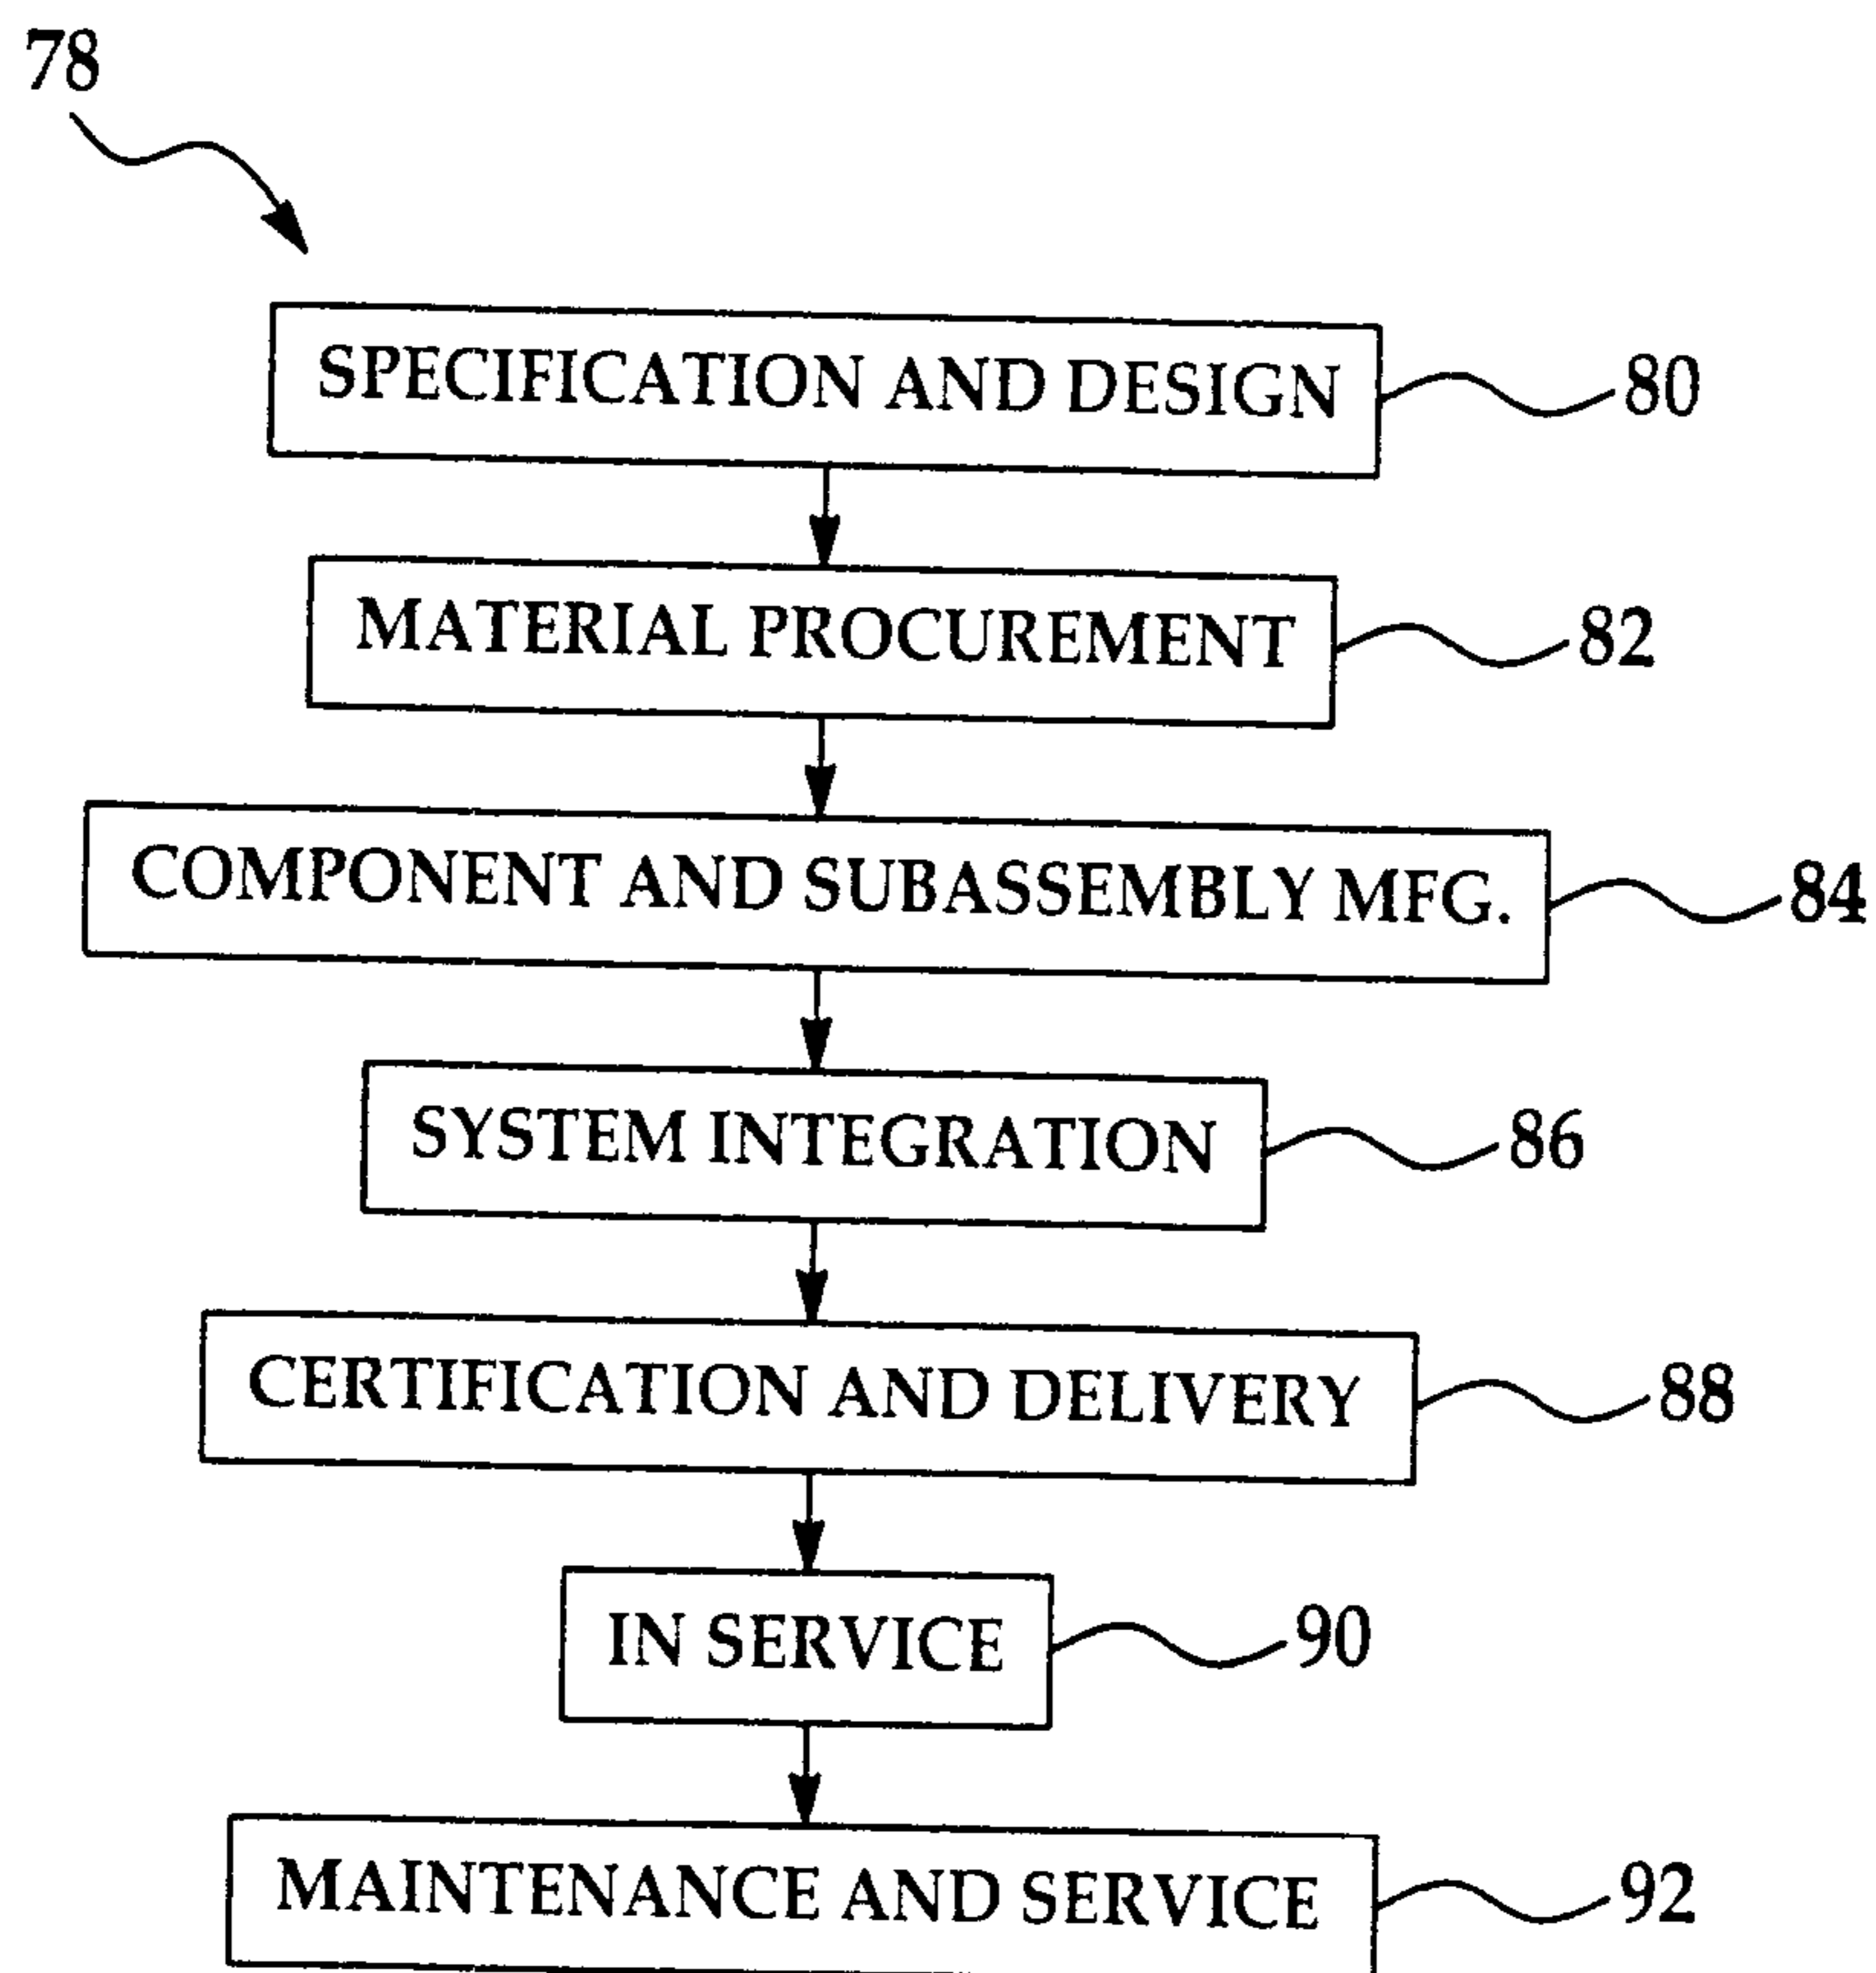 78
SPECIFICATION AND DESIGN 80
MATERIAL PROCUREMENT 82
COMPONENT AND SUBASSEMBLY MFG. 84
SYSTEM INTEGRATION 86
CERTIFICATION AND DELIVERY 88
IN SERVICE 90
MAINTENANCE AND SERVICE 92